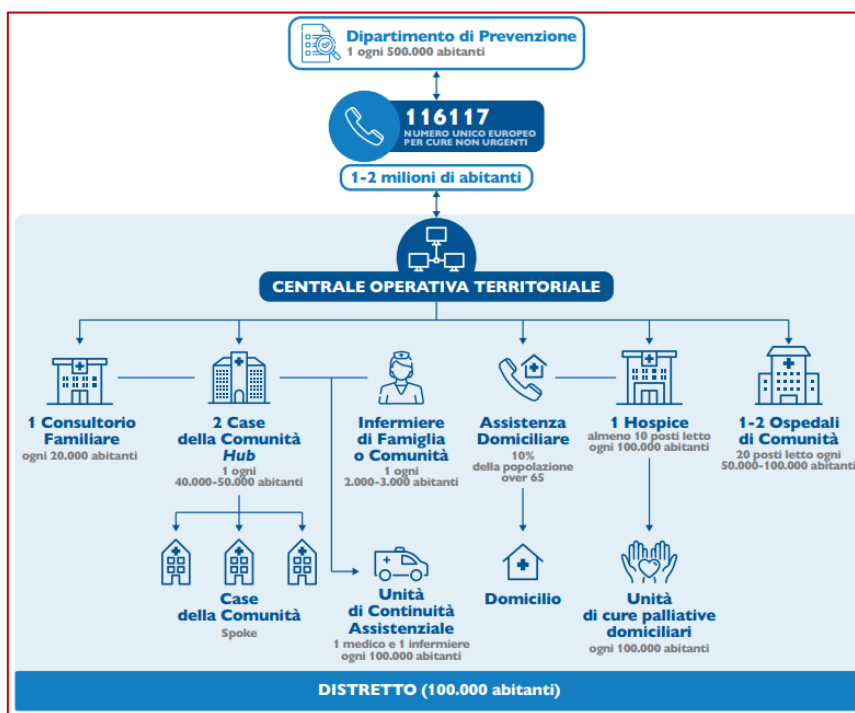 Dipartimento di Prevenzione
1 ogni 500.000 abitanti
116117
NUMERO UNICO EUROPEO
PER CURE NON URGENTI
1-2 milioni di abitanti
CENTRALE OPERATIVA TERRITORIALE
1 Consultorio
Familiare
ogni 20.000 abitanti
2 Case
della Comunità
Hub
1 ogni
40.000-50.000 abitanti
Infermiere
di Famiglia
o Comunità
1 ogni
2.000-3.000 abitanti
Assistenza
Domiciliare
10%
della popolazione
over 65
1 Hospice
almeno 10 posti letto
ogni 100.000 abitanti
1-2 Ospedali
di Comunità
20 posti letto ogni
50.000-100.000 abitanti
Case
della Comunità
Spoke
Unità
di Continuità
Assistenziale
1 medico e 1 infermiere
ogni 100.000 abitanti
Domicilio
Unità
di cure palliative
domiciliari
ogni 100.000 abitanti
DISTRETTO (100.000 abitanti)